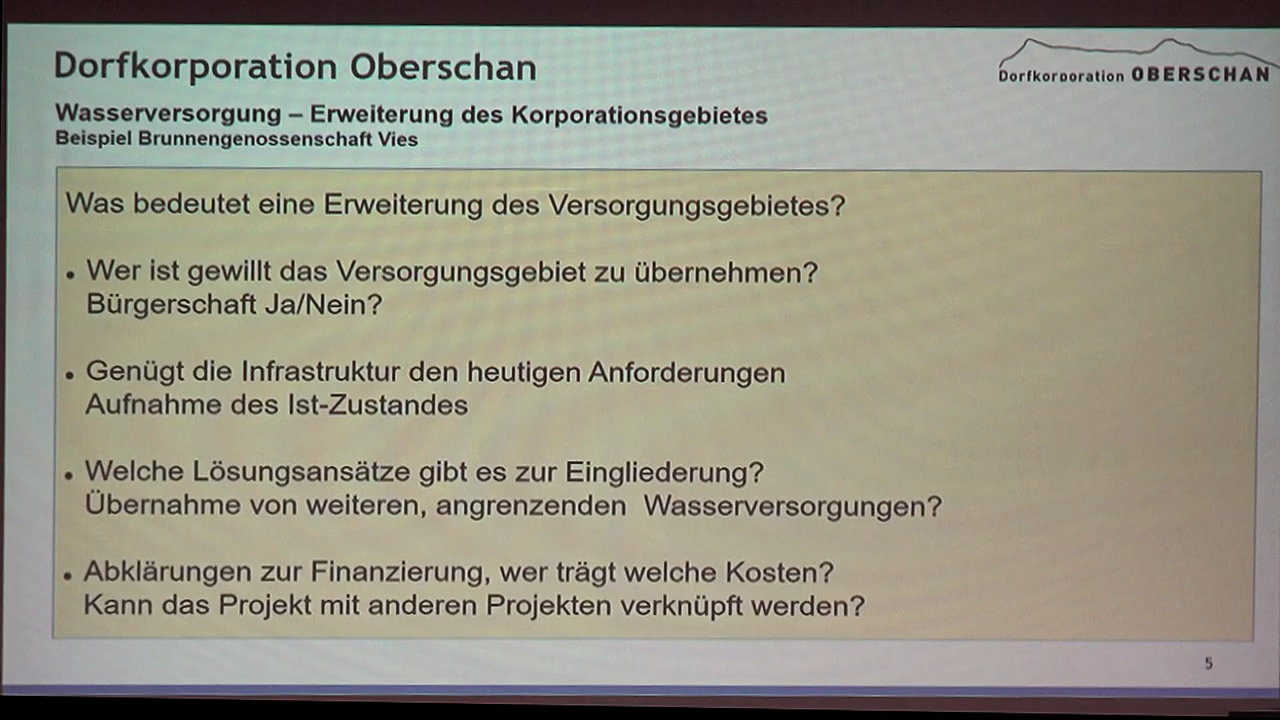 Dorfkorporation Oberschan
Dorfkorporation OBERSCHAN
Wasserversorgung – Erweiterung des Korporationsgebietes
Beispiel Brunnengenossenschaft Vies
Was bedeutet eine Erweiterung des Versorgungsgebietes?
• Wer ist gewillt das Versorgungsgebiet zu übernehmen?
Bürgerschaft Ja/Nein?
• Genügt die Infrastruktur den heutigen Anforderungen
Aufnahme des Ist-Zustandes
• Welche Lösungsansätze gibt es zur Eingliederung?
Übernahme von weiteren, angrenzenden  Wasserversorgungen?
• Abklärungen zur Finanzierung, wer trägt welche Kosten?
Kann das Projekt mit anderen Projekten verknüpft werden?
5